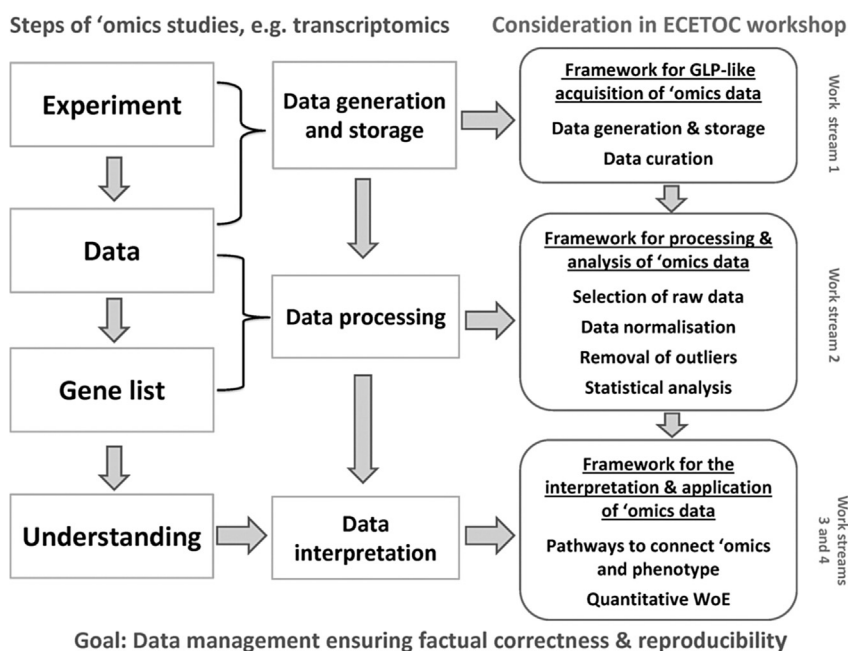 Steps of ‘omics studies, e.g. transcriptomics
Consideration in ECETOC workshop
Experiment
Data
Gene list
Understanding
Data generation
and storage
Data processing
Data
interpretation
Framework for GLP-like
acquisition of ‘omics data
Data generation & storage
Data curation
Work
stream 1
Framework for processing &
analysis of ‘omics data
Selection of raw data
Data normalisation
Removal of outliers
Statistical analysis
Work
stream 2
Framework for the
interpretation & application
of ‘omics data
Pathways to connect ‘omics
and phenotype
Quantitative WoE
Work streams
3 and 4
Goal: Data management ensuring factual correctness & reproducibility